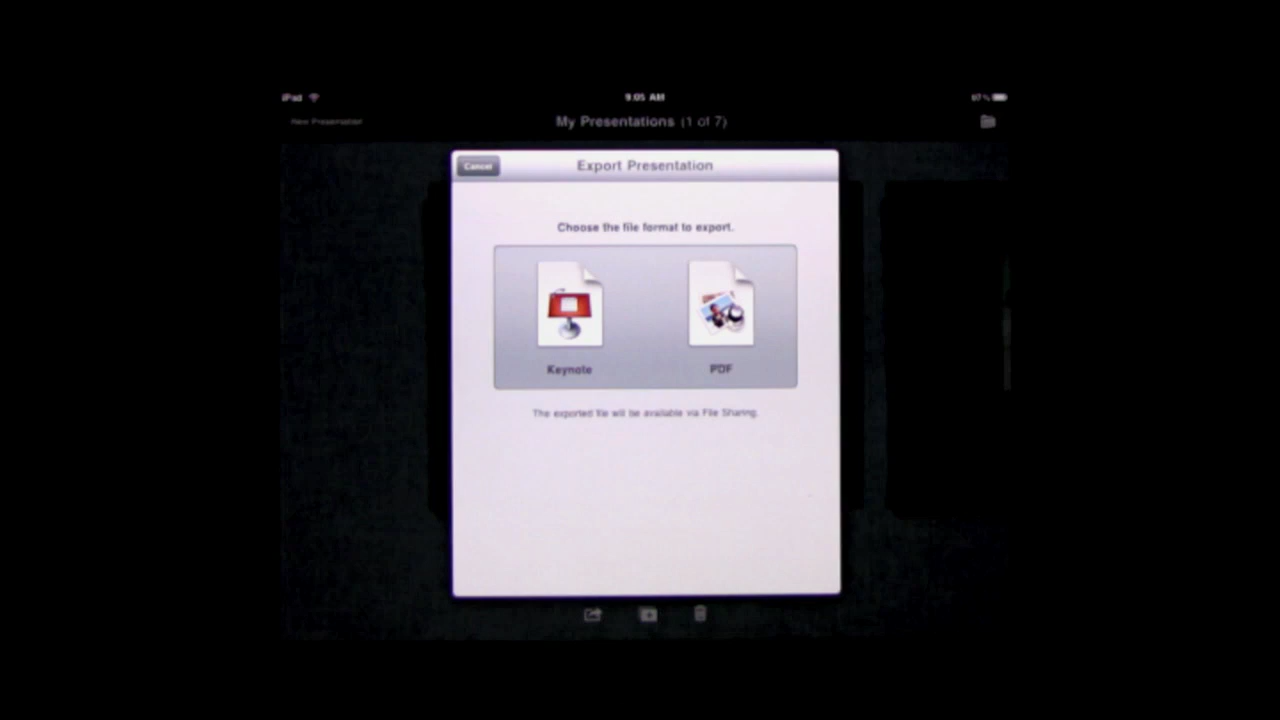 iPad
9:05 AM
97%
New Presentation
My Presentations (1 of 7)
Cancel
Export Presentation
Choose the file format to export.
Keynote
PDF
The exported file will be available via File Sharing.